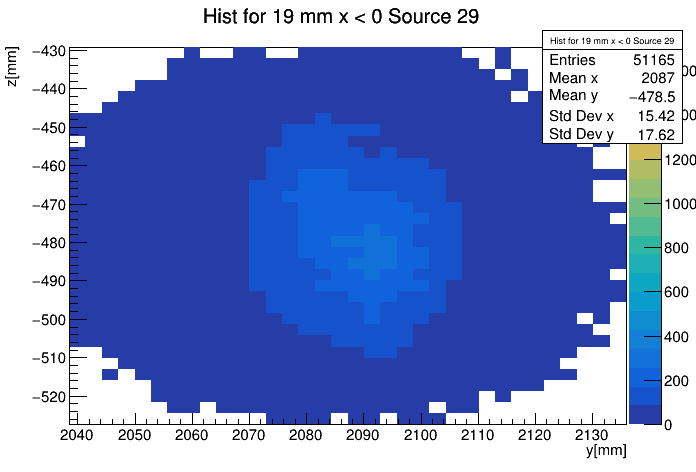 Hist for 19 mm x < 0 Source 29
Hist for 19 mm x < 0 Source 29
Entries 51165
Mean x 2087
Mean y −478.5
Std Dev x 15.42
Std Dev y 17.62
z[mm]
−430
−440
−450
−460
−470
−480
−490
−500
−510
−520
2040 2050 2060 2070 2080 2090 2100 2110 2120 2130
y[mm]
1200
1000
800
600
400
200
0